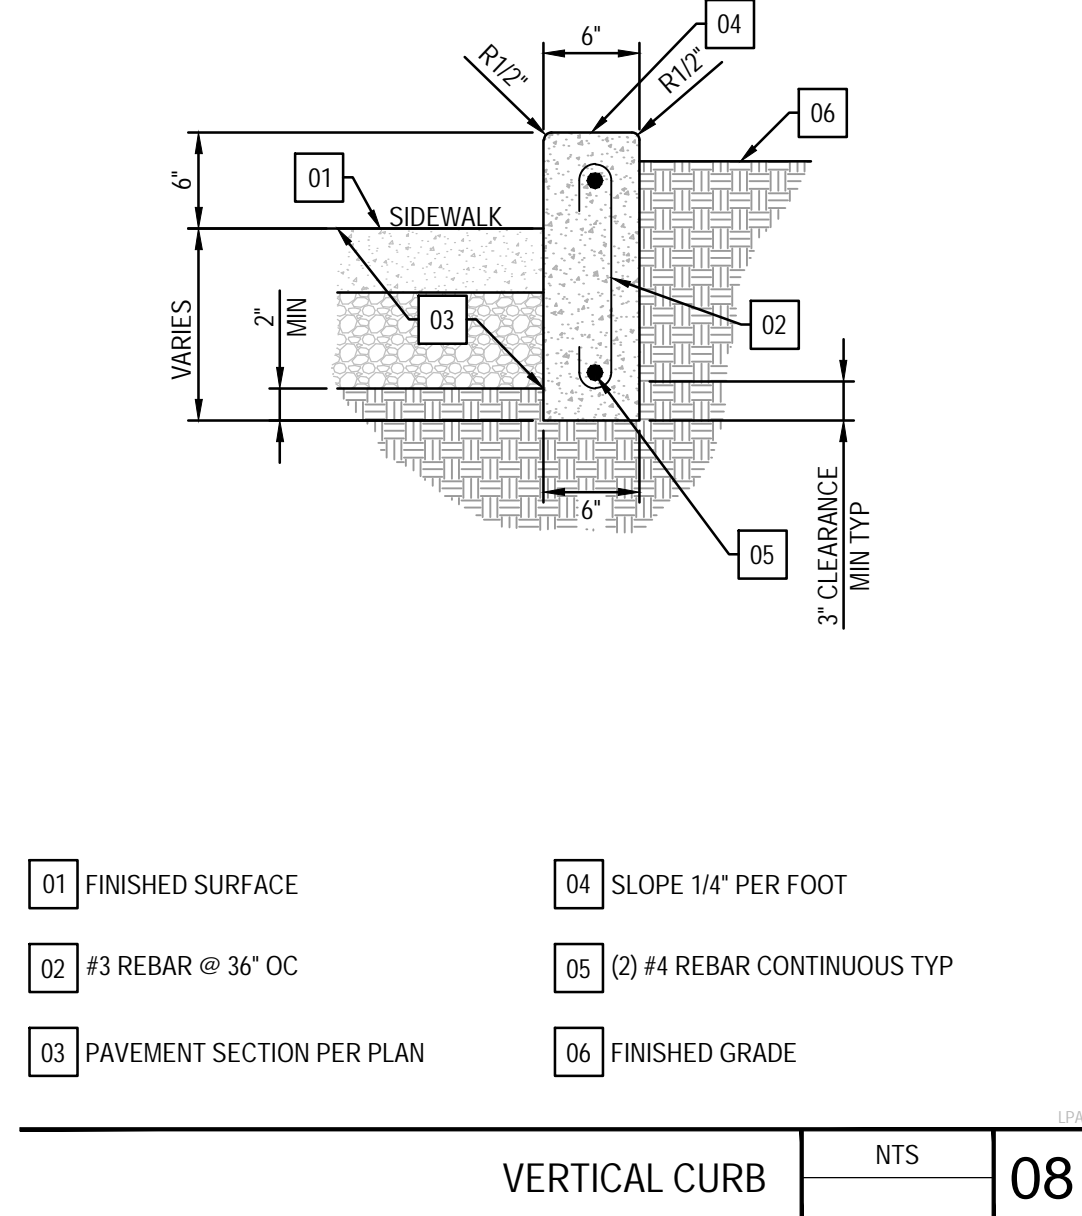 04
6"
R1/2"
R1/2"
06
01
6"
SIDEWALK
VARIES
2"
MIN
03
02
3" CLEARANCE
MIN TYP
6"
05
01 FINISHED SURFACE
04 SLOPE 1/4" PER FOOT
02 #3 REBAR @ 36" OC
05 (2) #4 REBAR CONTINUOUS TYP
03 PAVEMENT SECTION PER PLAN
06 FINISHED GRADE
LPA
VERTICAL CURB
NTS
08